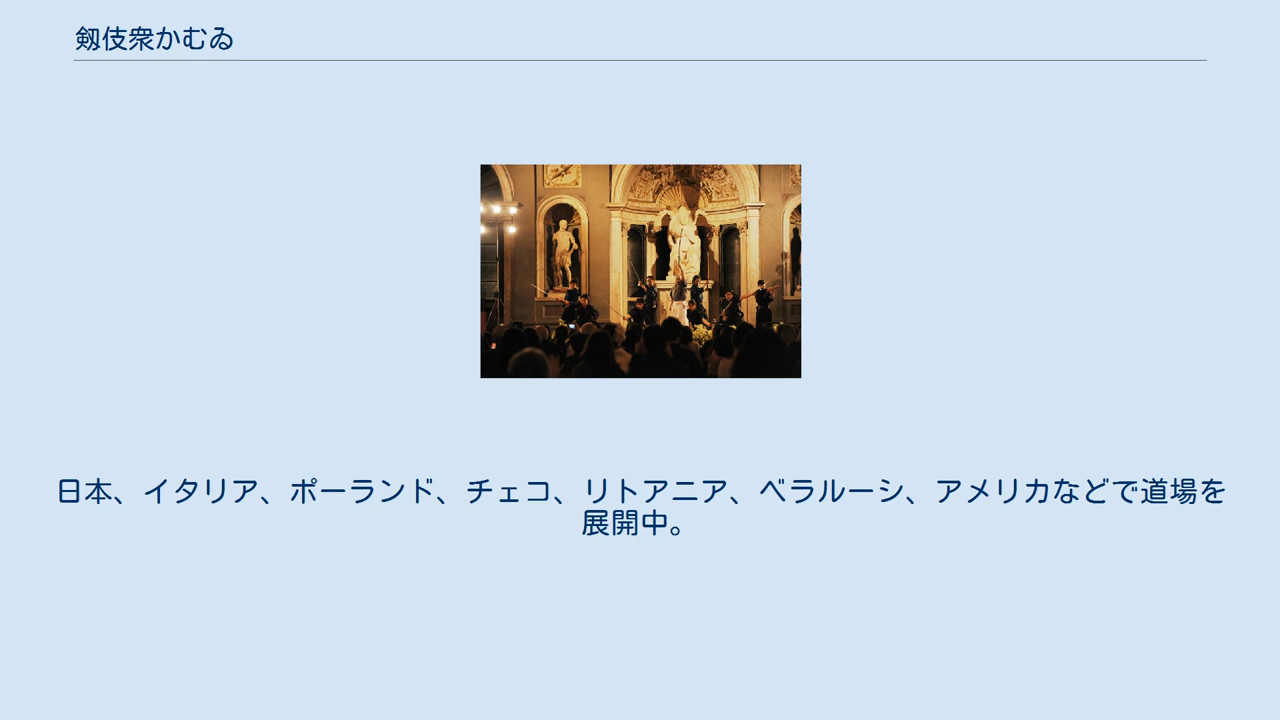 剱伎衆かむゐ
日本、イタリア、ポーランド、チェコ、リトアニア、ベラルーシ、アメリカなどで道場を
展開中。